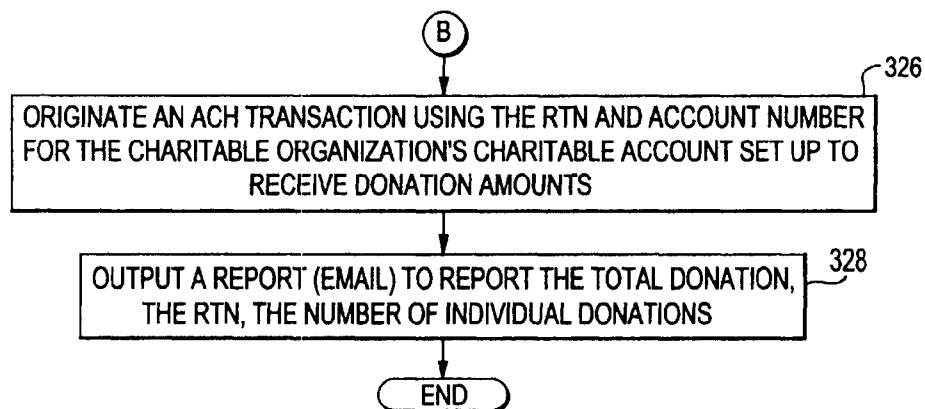 B
326
ORIGINATE AN ACH TRANSACTION USING THE RTN AND ACCOUNT NUMBER
FOR THE CHARITABLE ORGANIZATION'S CHARITABLE ACCOUNT SET UP TO
RECEIVE DONATION AMOUNTS
328
OUTPUT A REPORT (EMAIL) TO REPORT THE TOTAL DONATION,
THE RTN, THE NUMBER OF INDIVIDUAL DONATIONS
END